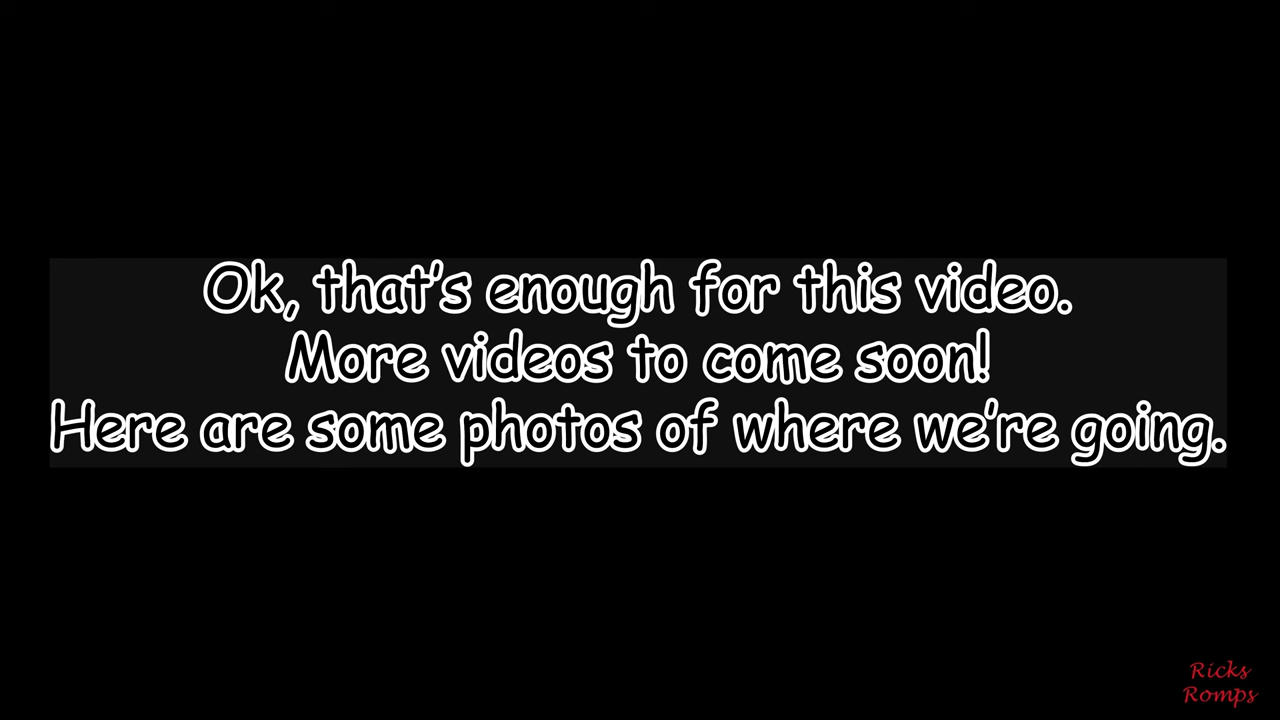 Ok, that's enough for this video.
More videos to come soon!
Here are some photos of where we're going.
Ricks
Romps